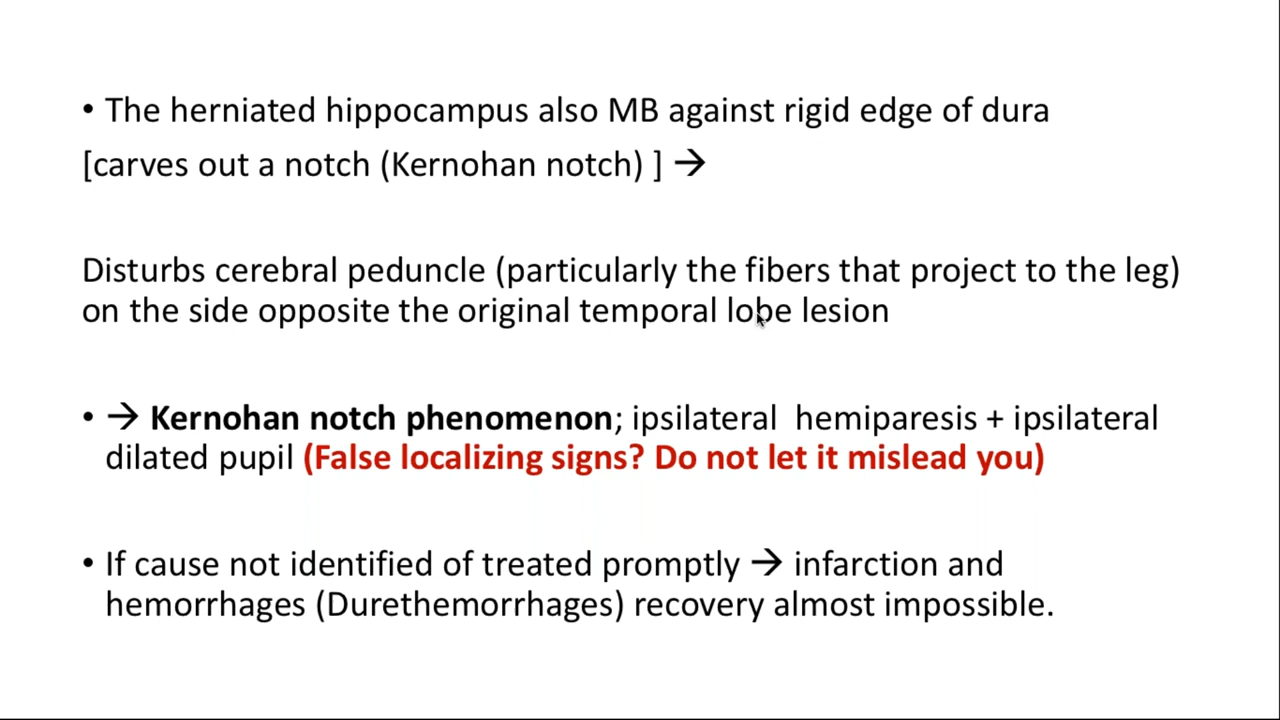 • The herniated hippocampus also MB against rigid edge of dura
[carves out a notch (Kernohan notch) ] →
Disturbs cerebral peduncle (particularly the fibers that project to the leg)
on the side opposite the original temporal lobe lesion
• → Kernohan notch phenomenon; ipsilateral hemiparesis + ipsilateral
dilated pupil (False localizing signs? Do not let it mislead you)
• If cause not identified of treated promptly → infarction and
hemorrhages (Durethemorrhages) recovery almost impossible.